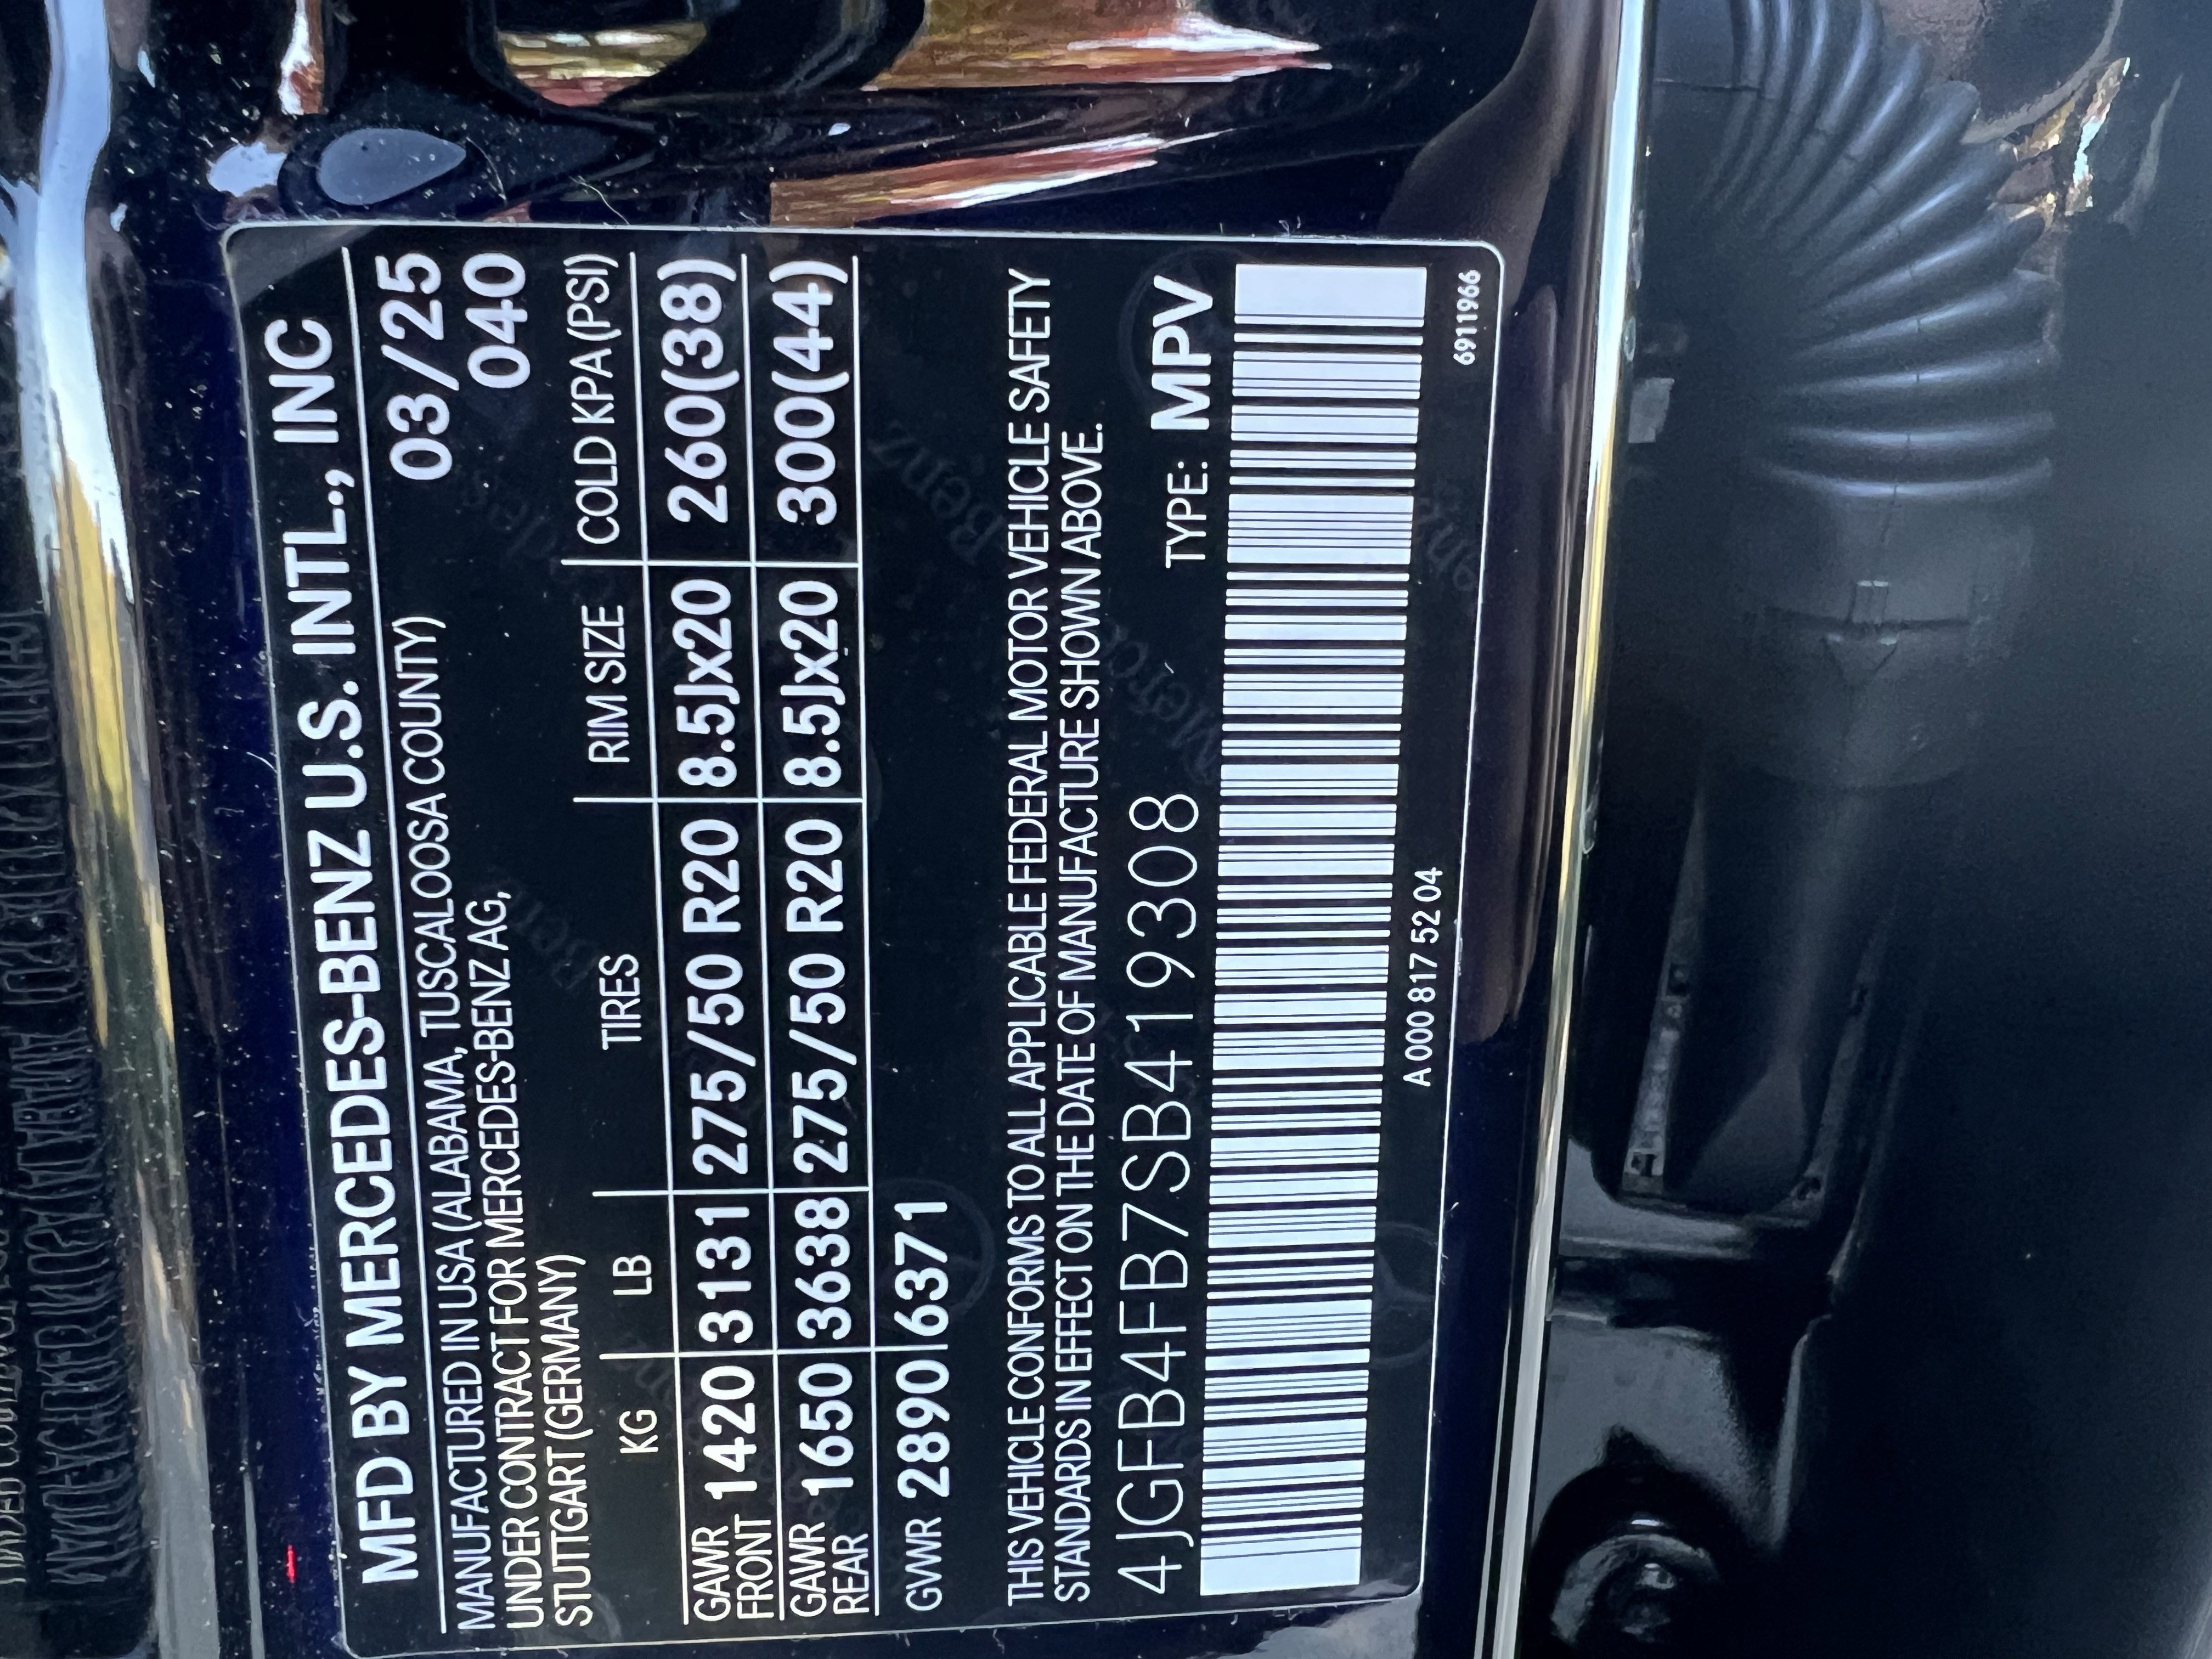 MFD BY MERCEDES-BENZ U.S. INTL., INC
MANUFACTURED IN USA (ALABAMA, TUSCALOOSA COUNTY) 03/25
UNDER CONTRACT FOR MERCEDES-BENZ AG, 040
STUTTGART (GERMANY)
KG LB TIRES RIM SIZE COLD KPA (PSI)
GAWR FRONT 1420 3131 275/50 R20 8.5Jx20 260(38)
GAWR REAR 1650 3638 275/50 R20 8.5Jx20 300(44)
GVWR 2890 6371
THIS VEHICLE CONFORMS TO ALL APPLICABLE FEDERAL MOTOR VEHICLE SAFETY
STANDARDS IN EFFECT ON THE DATE OF MANUFACTURE SHOWN ABOVE.
4JGFB4FB7SB419308 TYPE: MPV
A 000 817 52 04
6911966